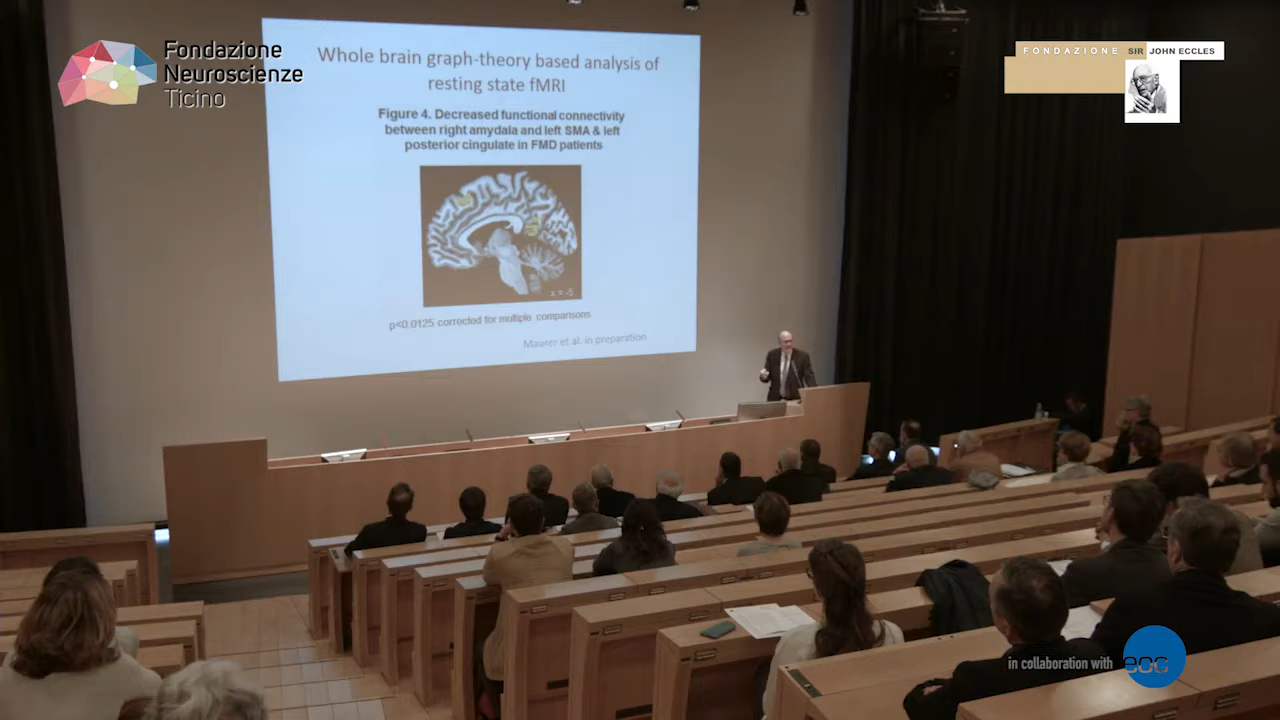 Fondazione
Neuroscienze
Ticino
Whole brain graph-theory based analysis of
resting state fMRI
Figure 4. Decreased functional connectivity
between right amydala and left SMA & left
posterior cingulate in FMD patients
x = -5
p<0.0125 corrected for multiple comparisons
Maurer et al. in preparation
FONDAZIONE SIR JOHN ECCLES
in collaboration with eoc